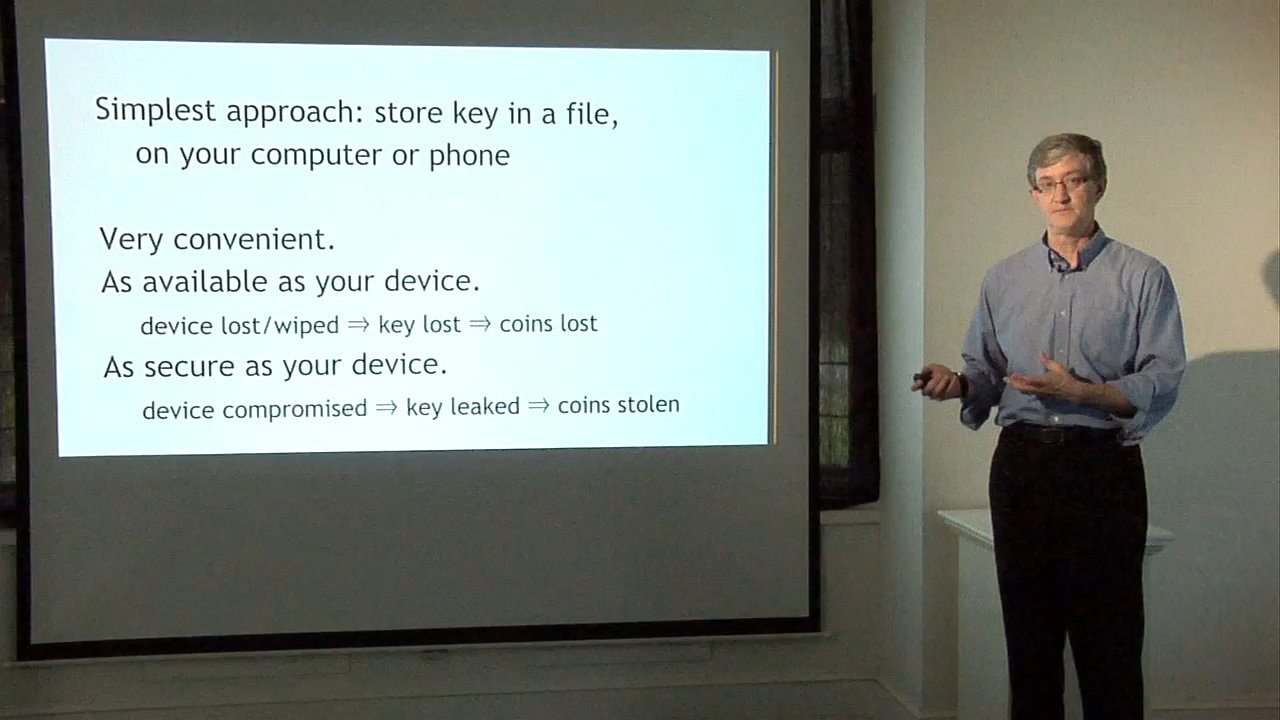 Simplest approach: store key in a file,
on your computer or phone
Very convenient.
As available as your device.
device lost/wiped ⇒ key lost ⇒ coins lost
As secure as your device.
device compromised ⇒ key leaked ⇒ coins stolen